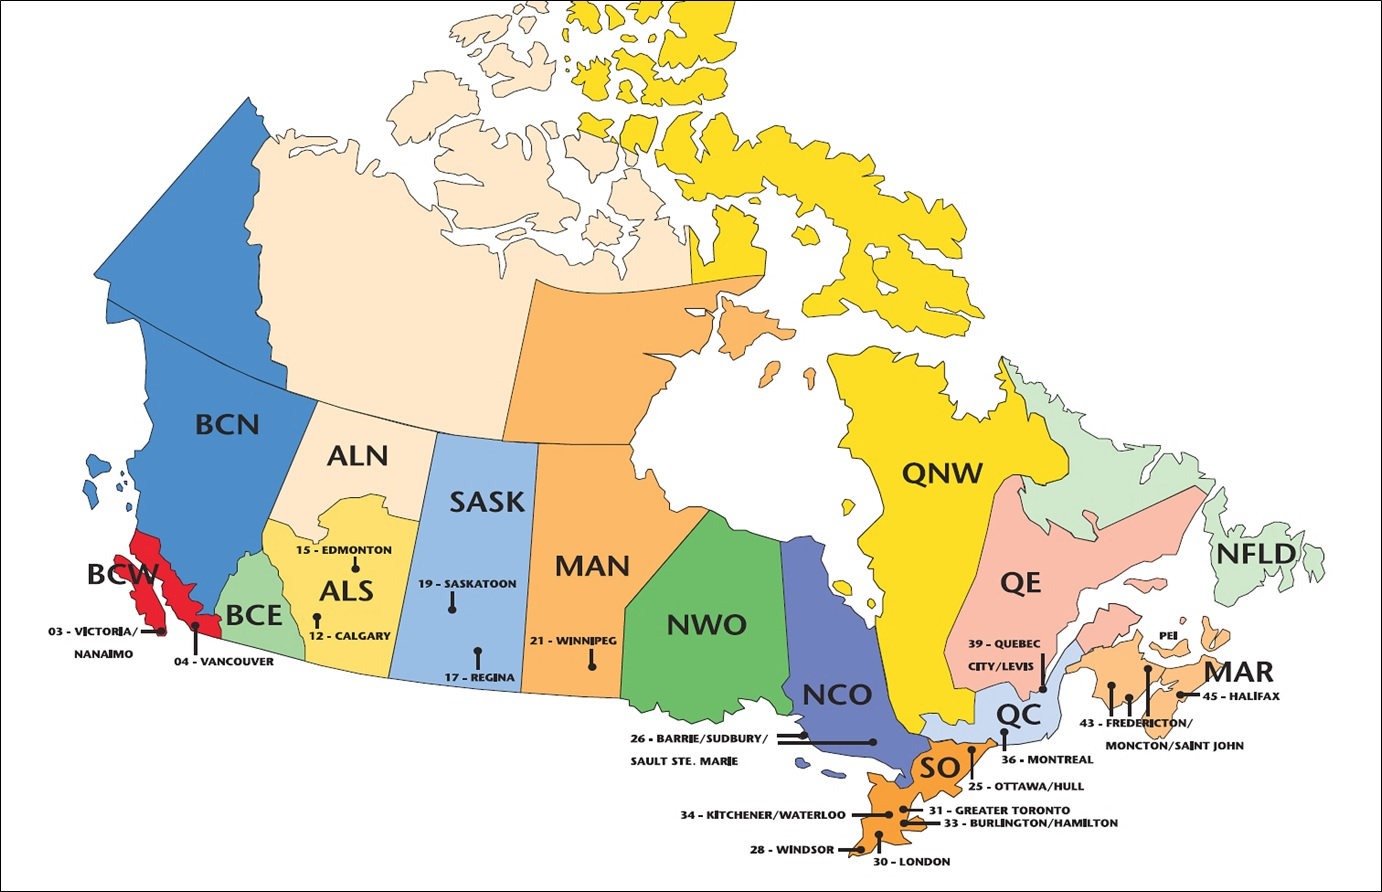 BCN
ALN
QNW
SASK
15 - EDMONTON
NFLD
MAN
BCW
19 - SASKATOON
QE
ALS
BCE
NWO
03 - VICTORIA/
NANAIMO
12 - CALGARY
21 - WINNIPEG
PEI
39 - QUEBEC
CITY/LEVIS
04 - VANCOUVER
17 - REGINA
MAR
NCO
45 - HALIFAX
QC
43 - FREDERICTON/
MONCTON/SAINT JOHN
26 - BARRIE/SUDBURY/
SAULT STE. MARIE
36 - MONTREAL
SO
25 - OTTAWA/HULL
34 - KITCHENER/WATERLOO
31 - GREATER TORONTO
33 - BURLINGTON/HAMILTON
28 - WINDSOR
30 - LONDON